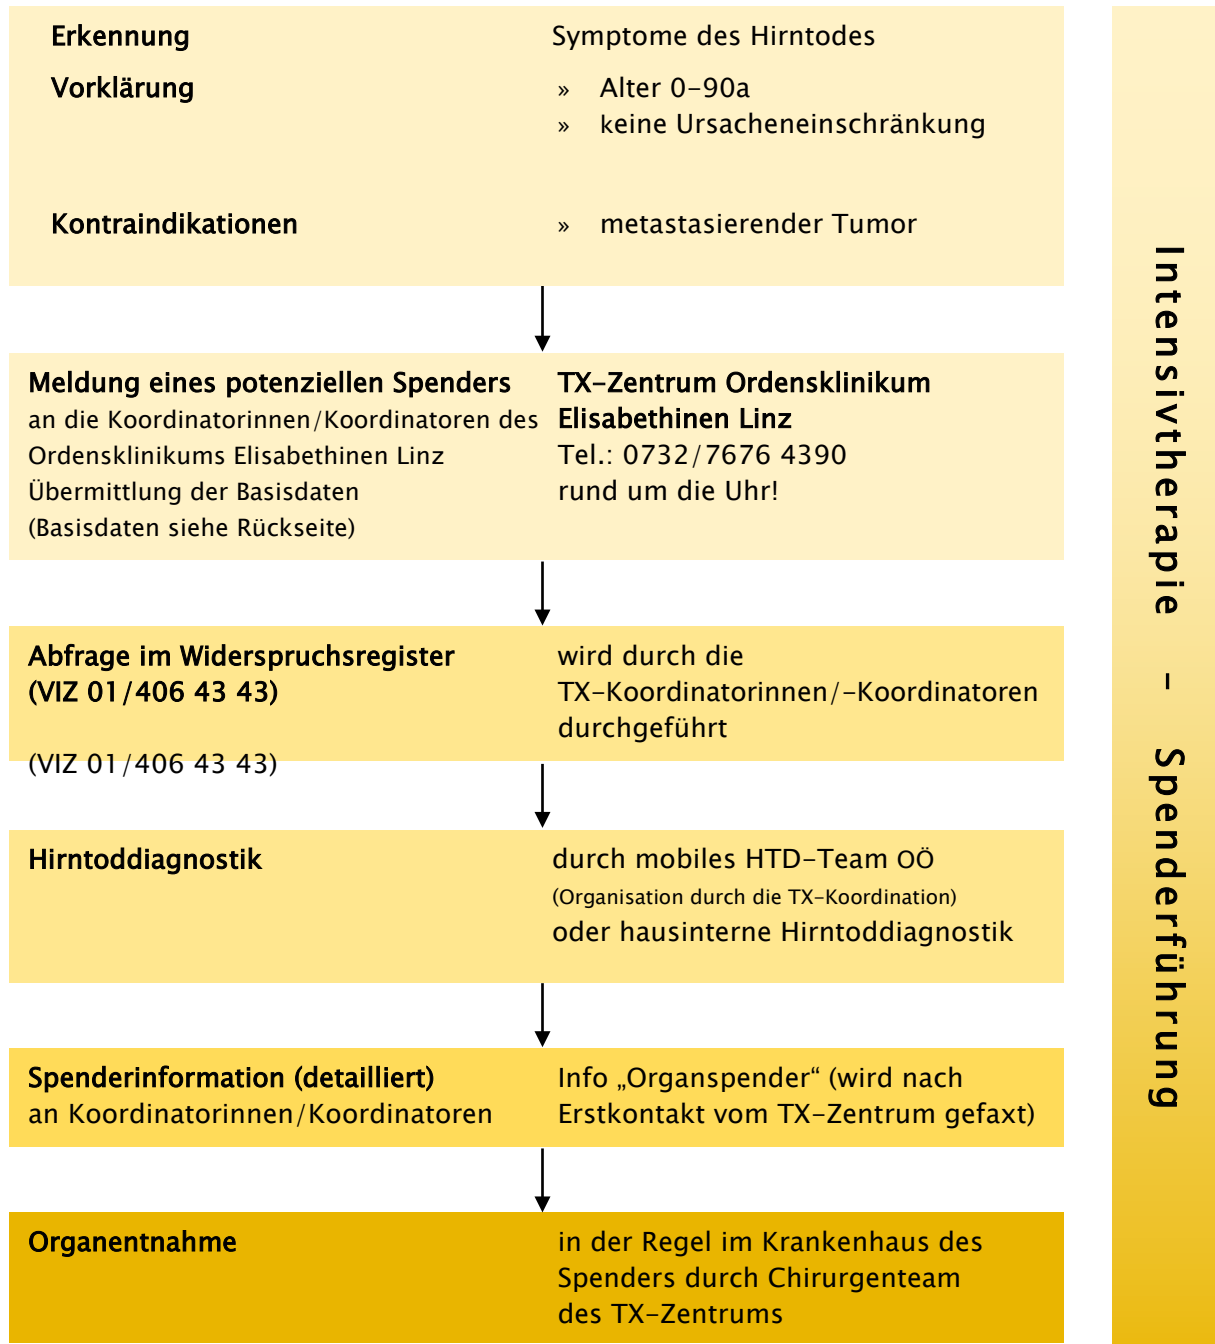 Erkennung Symptome des Hirntodes
Vorklärung » Alter 0-90a
» keine Ursacheneinschränkung
Kontraindikationen » metastasierender Tumor
Meldung eines potenziellen Spenders
an die Koordinatorinnen/Koordinatoren des
Ordensklinikums Elisabethinen Linz
Übermittlung der Basisdaten
(Basisdaten siehe Rückseite)
TX-Zentrum Ordensklinikum
Elisabethinen Linz
Tel.: 0732/7676 4390
rund um die Uhr!
Abfrage im Widerspruchsregister
(VIZ 01/406 43 43)
(VIZ 01/406 43 43)
wird durch die
TX-Koordinatorinnen/-Koordinatoren
durchgeführt
Hirntoddiagnostik
durch mobiles HTD-Team OÖ
(Organisation durch die TX-Koordination)
oder hausinterne Hirntoddiagnostik
Spenderinformation (detailliert)
an Koordinatorinnen/Koordinatoren
Info „Organspender“ (wird nach
Erstkontakt vom TX-Zentrum gefaxt)
Organentnahme
in der Regel im Krankenhaus des
Spenders durch Chirurgenteam
des TX-Zentrums
Intensivtherapie - Spenderführung